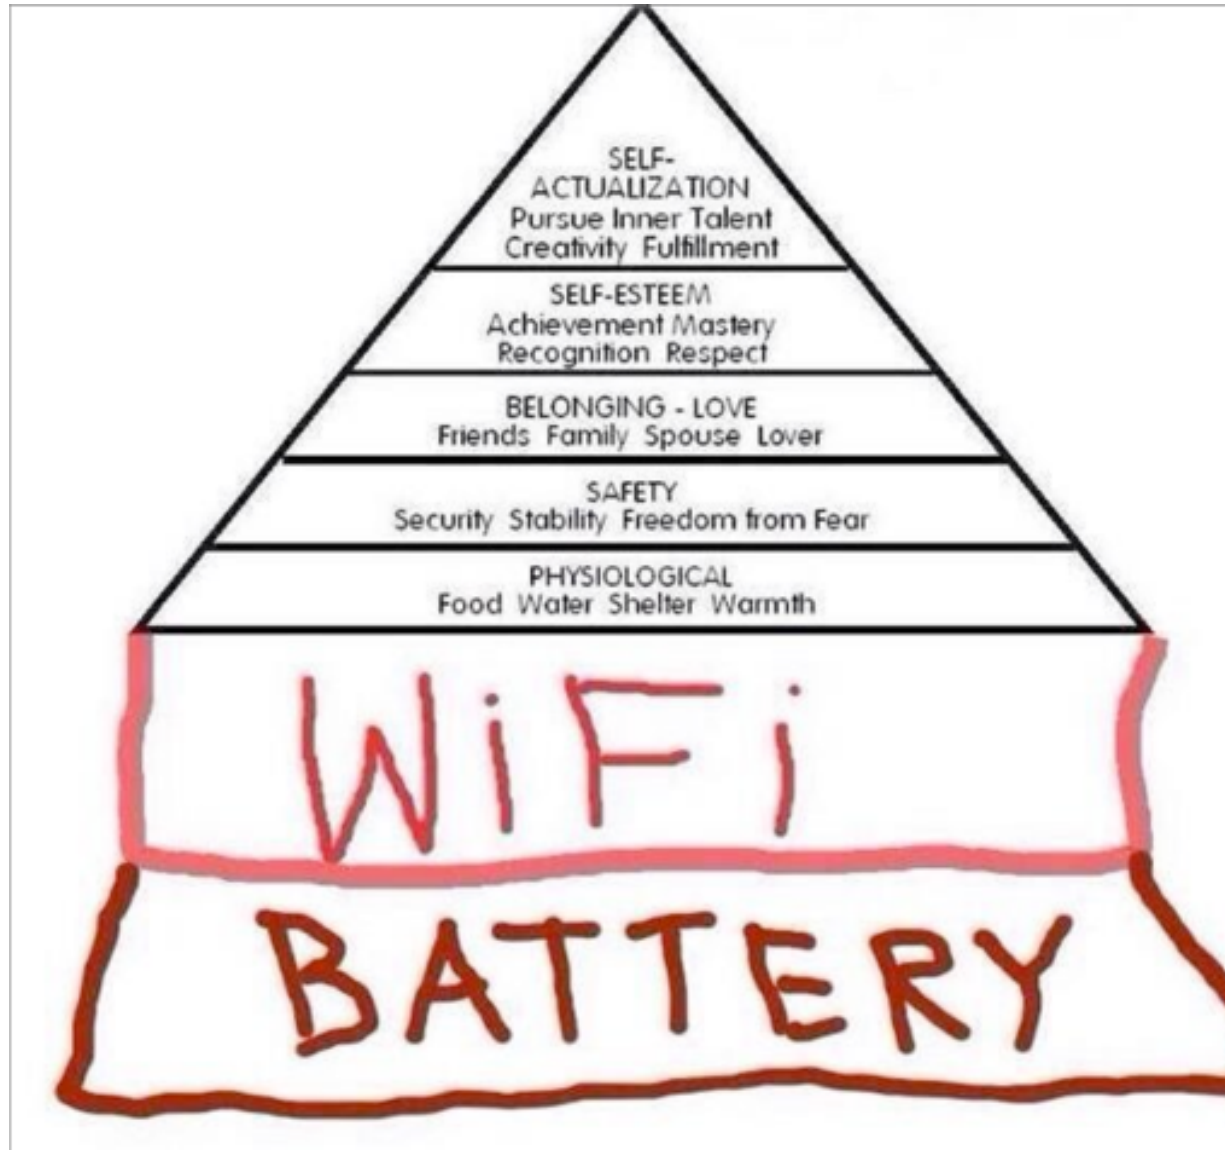 SELF-
ACTUALIZATION
Pursue Inner Talent
Creativity Fulfillment
SELF-ESTEEM
Achievement Mastery
Recognition Respect
BELONGING - LOVE
Friends Family Spouse Lover
SAFETY
Security Stability Freedom from Fear
PHYSIOLOGICAL
Food Water Shelter Warmth
WiFi
BATTERY